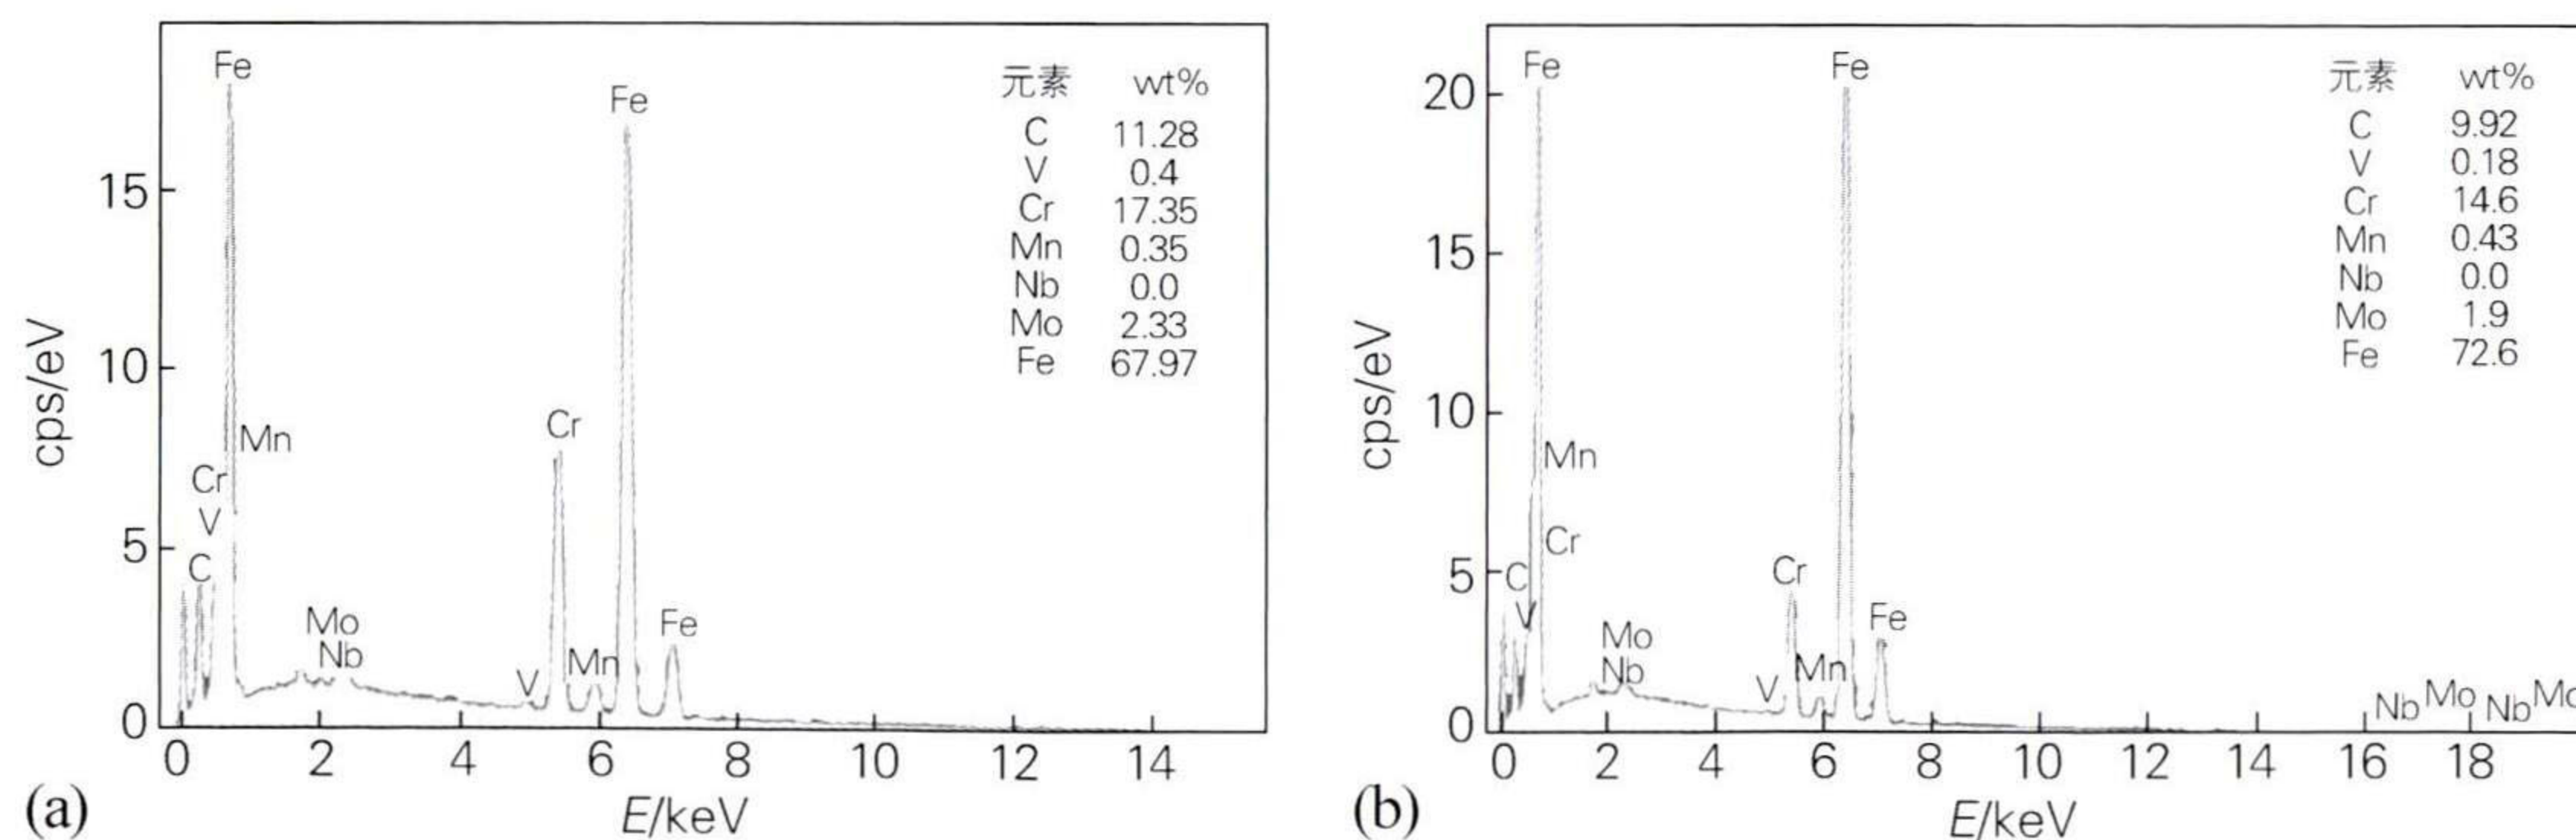 Fe
Fe
元素 wt%
C 11.28
V 0.4
Cr 17.35
Mn 0.35
Nb 0.0
Mo 2.33
Fe 67.97
Mn
Cr
V
C
Cr
Mo
Nb
V
Mn
Fe
15
10
5
0
cps/eV
0 2 4 6 8 10 12 14
E/keV
(a)
Fe
Fe
元素 wt%
C 9.92
V 0.18
Cr 14.6
Mn 0.43
Nb 0.0
Mo 1.9
Fe 72.6
Mn
Cr
C
V
Cr
Mo
Nb
V
Mn
Fe
Nb Mo Nb
20
15
10
5
0
cps/eV
0 2 4 6 8 10 12 14 16 18
E/keV
(b)